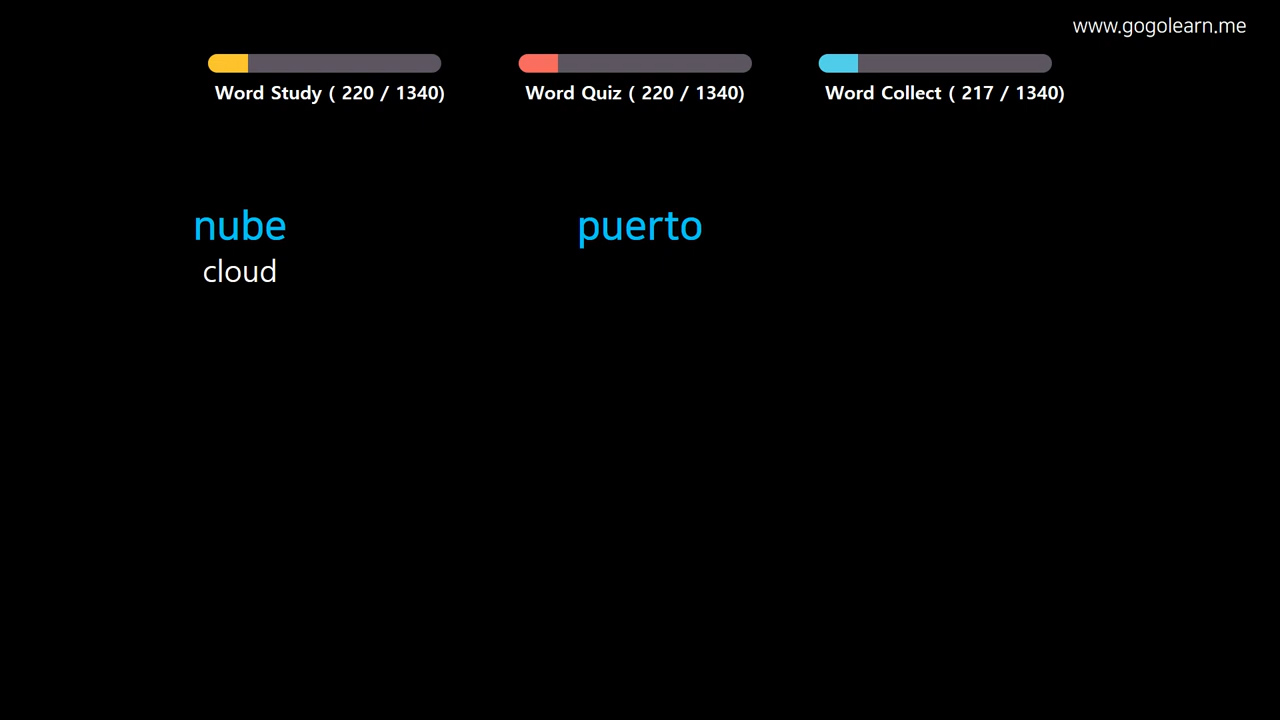 www.gogolearn.me
Word Study ( 220 / 1340)
Word Quiz ( 220 / 1340)
Word Collect ( 217 / 1340)
nube
cloud
puerto